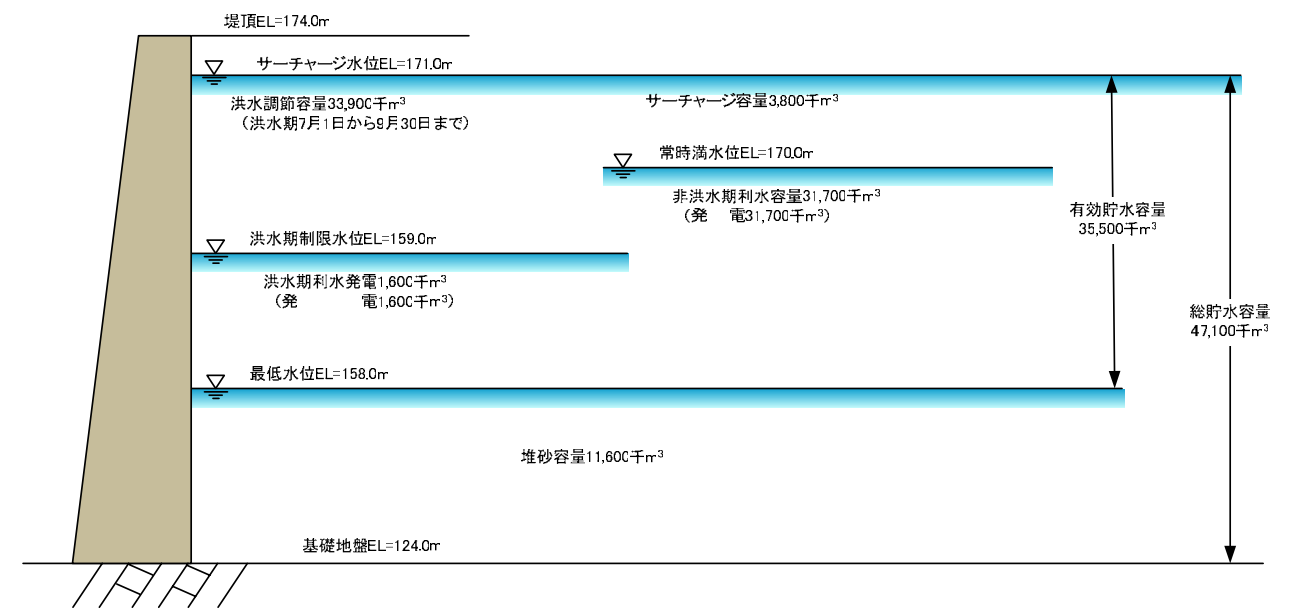 堤頂EL=174.0m
サーチャージ水位EL=171.0m
洪水調節容量33,900千m³
（洪水期7月1日から9月30日まで）
サーチャージ容量3,800千m³
常時満水位EL=170.0m
非洪水期利水容量31,700千m³
（発　電31,700千m³）
有効貯水容量
35,500千m³
洪水期制限水位EL=159.0m
洪水期利水発電1,600千m³
（発　　　　電1,600千m³）
総貯水容量
47,100千m³
最低水位EL=158.0m
堆砂容量11,600千m³
基礎地盤EL=124.0m